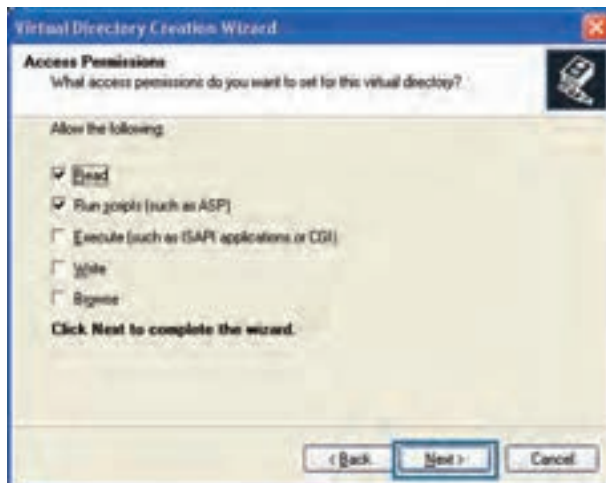 Virtual Directory Creation Wizard
Access Permissions
What access permissions do you want to set for this virtual directory?
Allow the following:
Read
Run scripts (such as ASP)
Execute (such as ISAPI applications or CGI)
Write
Browse
Click Next to complete the wizard.
< Back
Next >
Cancel